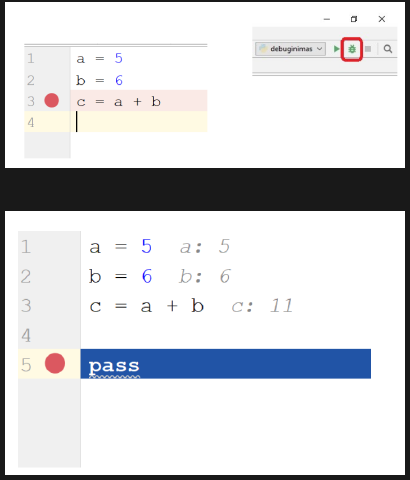 1 a = 5
2 b = 6
3 c = a + b
4
debuginimas
1 a = 5 a: 5
2 b = 6 b: 6
3 c = a + b c: 11
4
5 pass